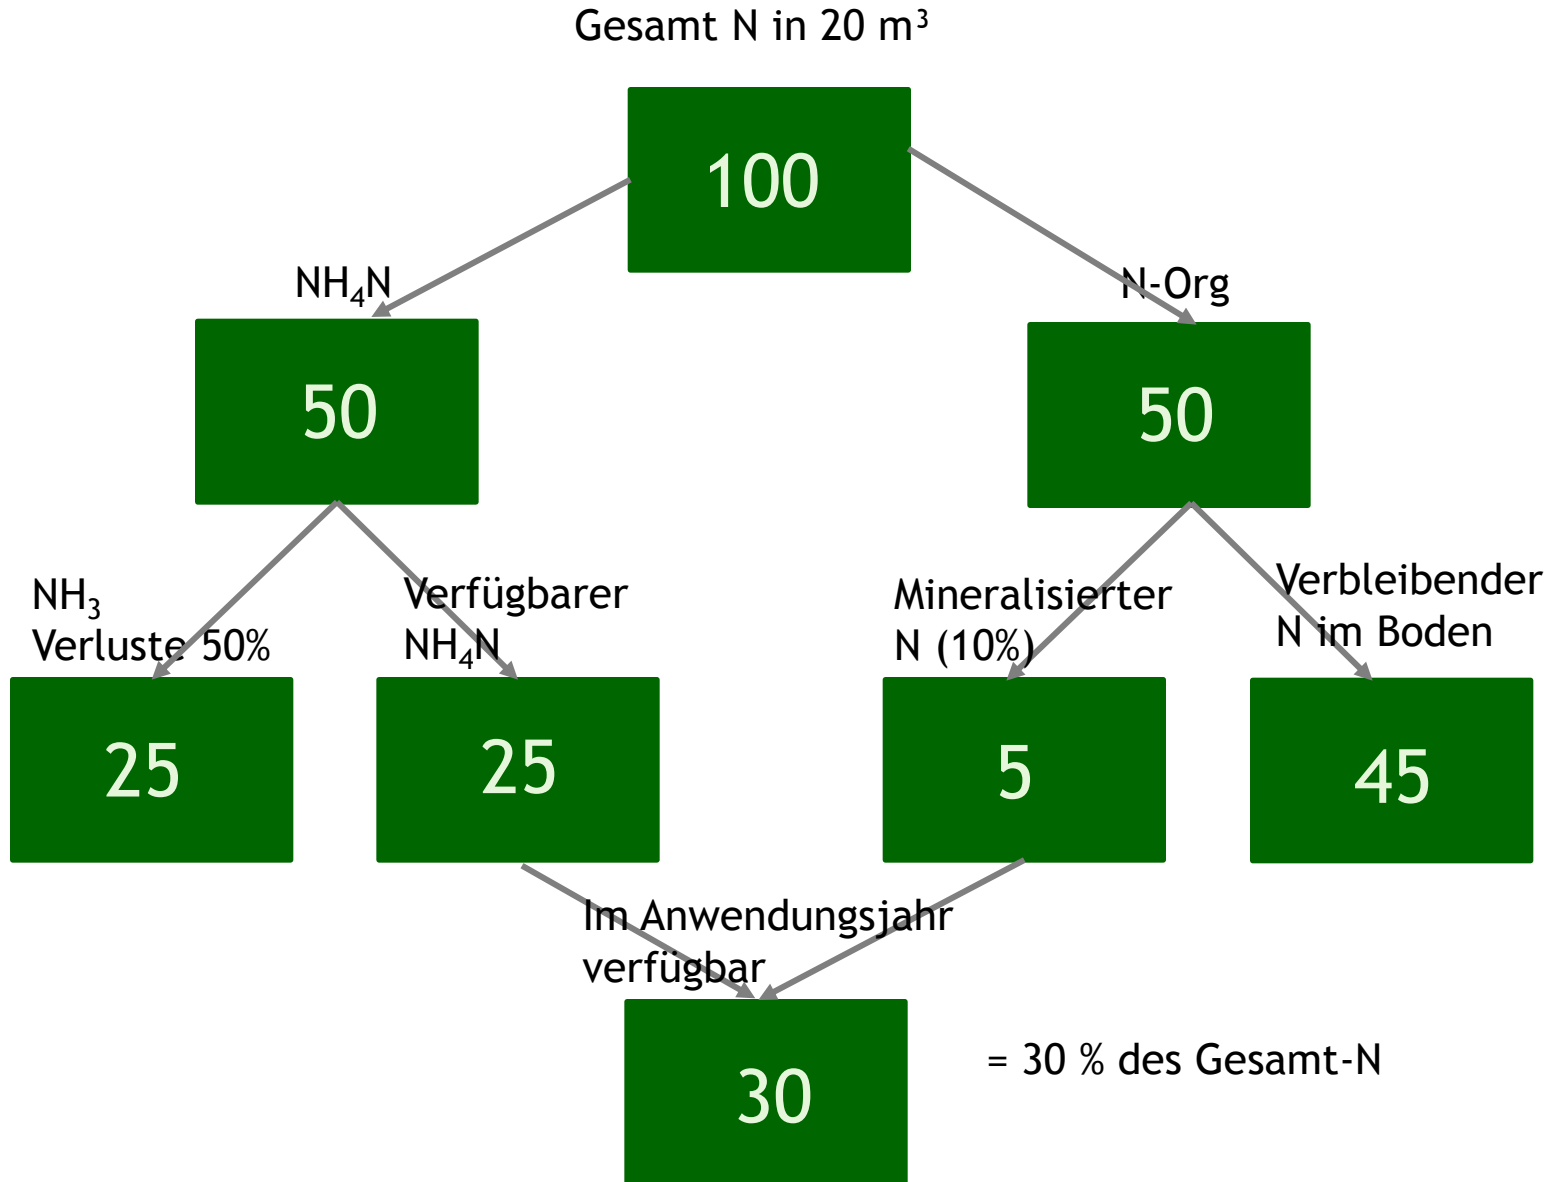 Gesamt N in 20 m³
100
NH₄N
N-Org
50
50
NH₃
Verluste 50%
Verfügbarer
NH₄N
Mineralisierter
N (10%)
Verbleibender
N im Boden
25
25
5
45
Im Anwendungsjahr
verfügbar
30
= 30 % des Gesamt-N